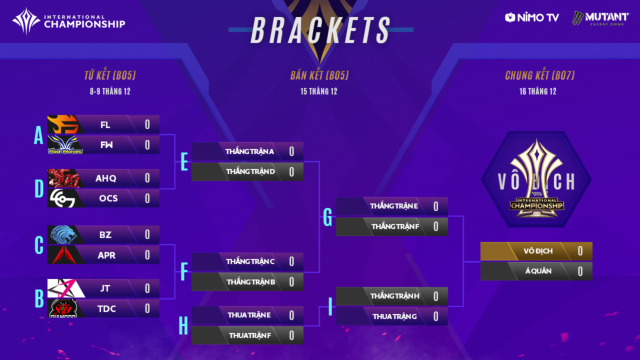 INTERNATIONAL
CHAMPIONSHIP
BRACKETS
NIMO TV
MUTANT
TỨ KẾT (BO5)
8-9 THÁNG 12
BÁN KẾT (BO5)
15 THÁNG 12
CHUNG KẾT (BO7)
16 THÁNG 12
A
FL 0
FW 0
D
AHQ 0
OCS 0
C
BZ 0
APR 0
B
JT 0
TDC 0
E
THẮNG TRẬN A 0
THẮNG TRẬN D 0
F
THẮNG TRẬN C 0
THẮNG TRẬN B 0
H
THUA TRẬN E 0
THUA TRẬN F 0
G
THẮNG TRẬN E 0
THẮNG TRẬN F 0
I
THẮNG TRẬN H 0
THUA TRẬN G 0
VÔ ĐỊCH
INTERNATIONAL
CHAMPIONSHIP
VÔ ĐỊCH 0
Á QUÂN 0